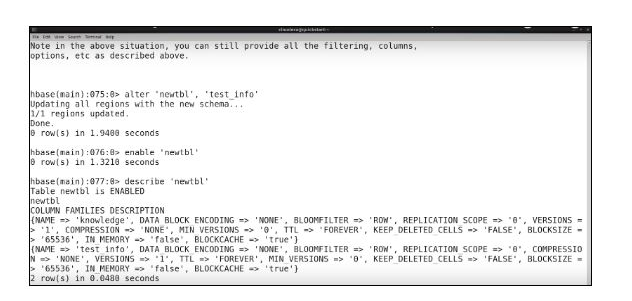 cloudera@quickstart:~
File Edit View Search Terminal Help
Note in the above situation, you can still provide all the filtering, columns,
options, etc as described above.
hbase(main):075:0> alter 'newtbl', 'test_info'
Updating all regions with the new schema...
1/1 regions updated.
Done.
0 row(s) in 1.9400 seconds
hbase(main):076:0> enable 'newtbl'
0 row(s) in 1.3210 seconds
hbase(main):077:0> describe 'newtbl'
Table newtbl is ENABLED
newtbl
COLUMN FAMILIES DESCRIPTION
{NAME => 'knowledge', DATA_BLOCK_ENCODING => 'NONE', BLOOMFILTER => 'ROW', REPLICATION_SCOPE => '0', VERSIONS =
> '1', COMPRESSION => 'NONE', MIN_VERSIONS => '0', TTL => 'FOREVER', KEEP_DELETED_CELLS => 'FALSE', BLOCKSIZE =
> '65536', IN_MEMORY => 'false', BLOCKCACHE => 'true'}
{NAME => 'test_info', DATA_BLOCK_ENCODING => 'NONE', BLOOMFILTER => 'ROW', REPLICATION_SCOPE => '0', COMPRESSIO
N => 'NONE', VERSIONS => '1', TTL => 'FOREVER', MIN_VERSIONS => '0', KEEP_DELETED_CELLS => 'FALSE', BLOCKSIZE =
> '65536', IN_MEMORY => 'false', BLOCKCACHE => 'true'}
2 row(s) in 0.0480 seconds